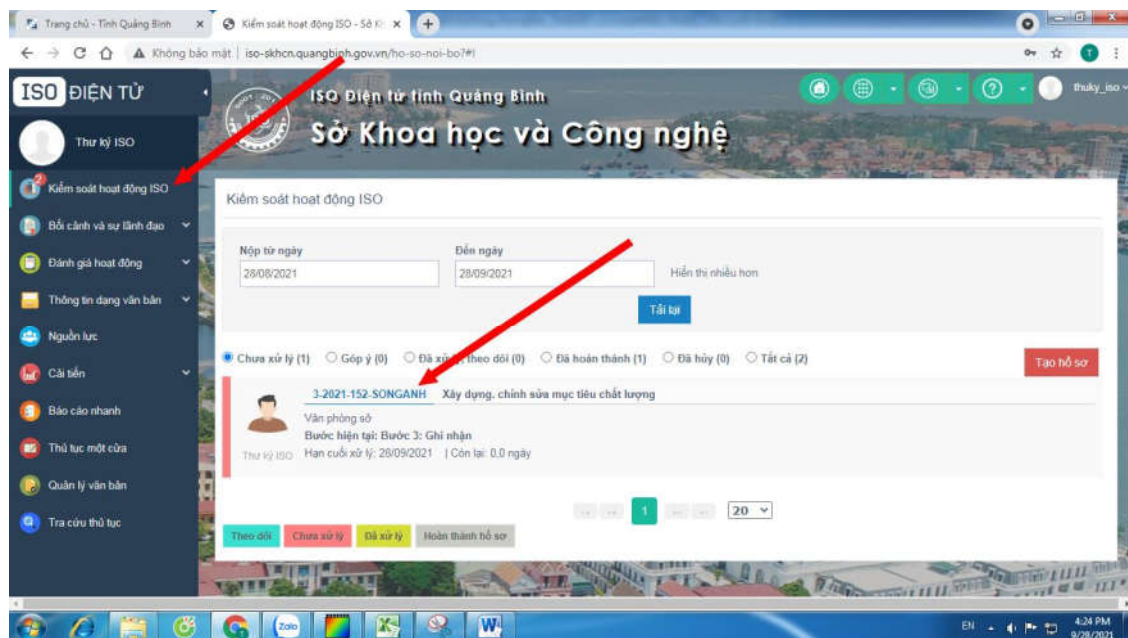 Trang chủ - Tỉnh Quảng Bình
Kiểm soát hoạt động ISO - Sở K
Không bảo mật | iso-skhcn.quangbinh.gov.vn/ho-so-noi-bo?#!
ISO ĐIỆN TỬ
Thư ký ISO
2
Kiểm soát hoạt động ISO
Bối cảnh và sự lãnh đạo
Đánh giá hoạt động
Thông tin dạng văn bản
Nguồn lực
Cải tiến
Báo cáo nhanh
Thủ tục một cửa
Quản lý văn bản
Tra cứu thủ tục
ISO Điện tử tỉnh Quảng Bình
Sở Khoa học và Công nghệ
thuky_iso
Kiểm soát hoạt động ISO
Nộp từ ngày
Đến ngày
28/08/2021
28/09/2021
Hiển thị nhiều hơn
Tải lại
Chưa xử lý (1) Góp ý (0) Đã xử lý, theo dõi (0) Đã hoàn thành (1) Đã hủy (0) Tất cả (2)
Tạo hồ sơ
3-2021-152-SONGANH Xây dựng, chỉnh sửa mục tiêu chất lượng
Văn phòng sở
Bước hiện tại: Bước 3: Ghi nhận
Thư ký ISO
Hạn cuối xử lý: 28/09/2021 | Còn lại: 0.0 ngày
1
20
Theo dõi Chưa xử lý Đã xử lý Hoàn thành hồ sơ
Zalo
EN
4:24 PM
9/28/2021